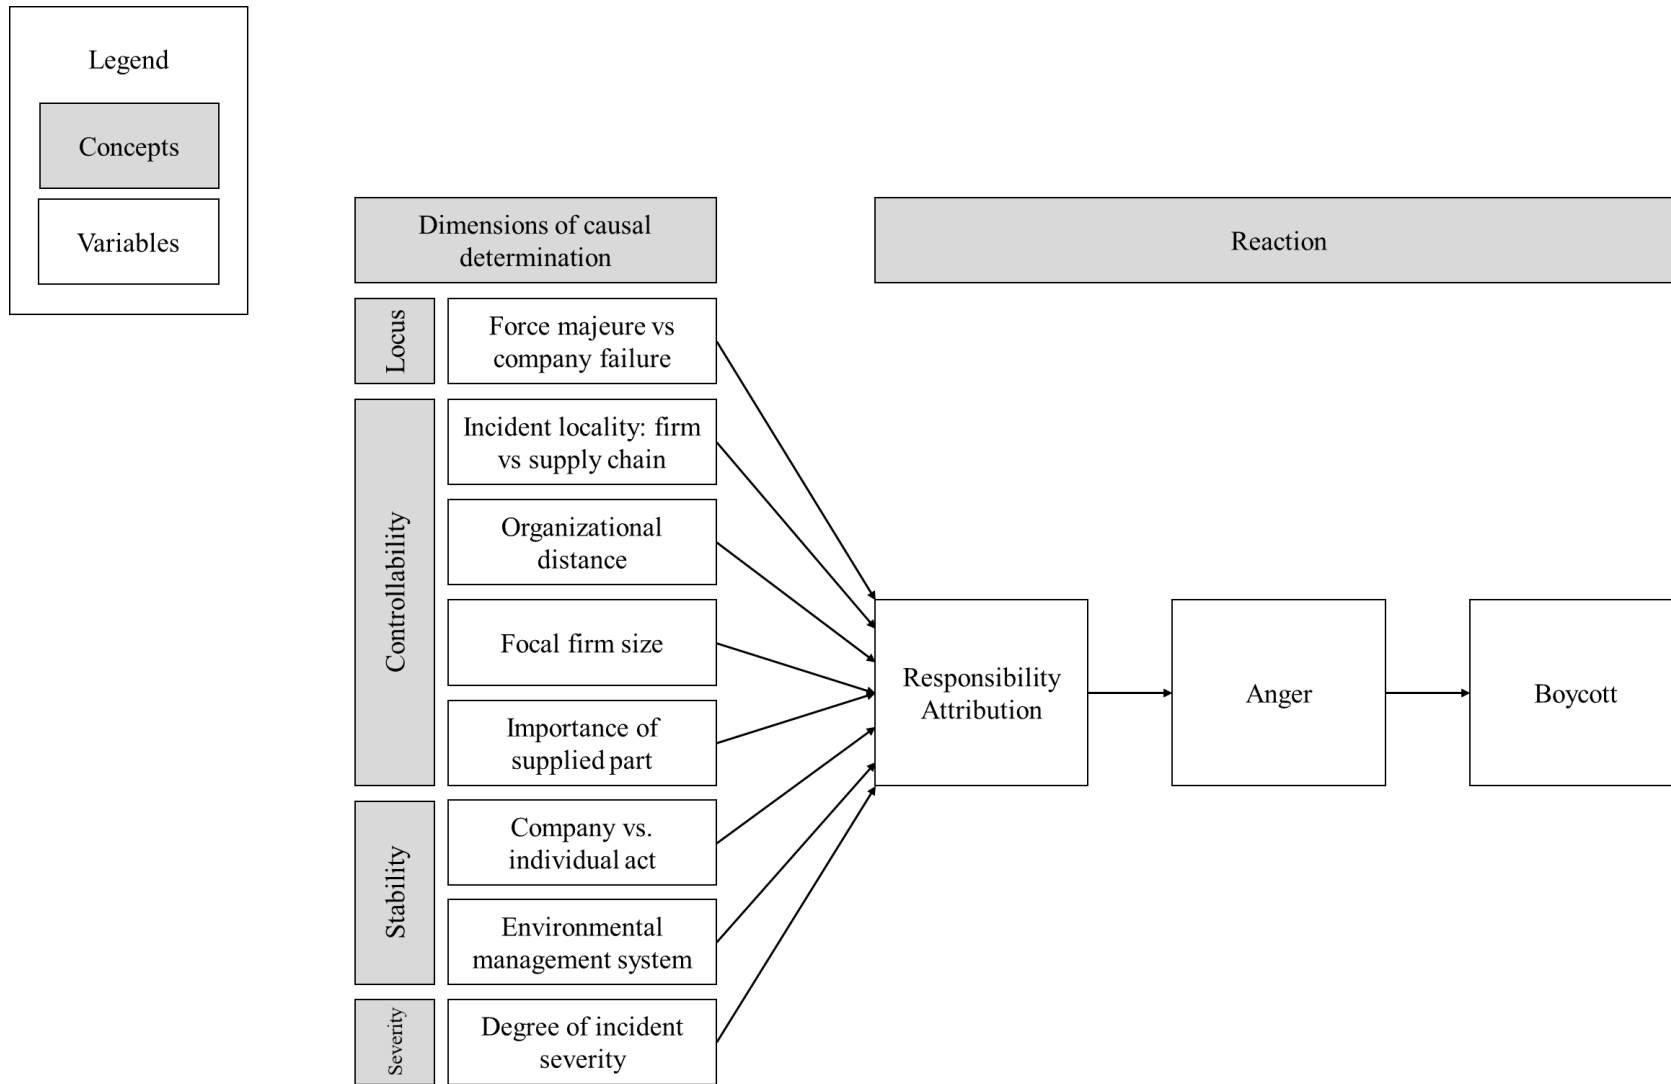 Legend
Concepts
Variables
Dimensions of causal
determination
Reaction
Locus
Force majeure vs
company failure
Controllability
Incident locality: firm
vs supply chain
Organizational
distance
Focal firm size
Importance of
supplied part
Stability
Company vs.
individual act
Environmental
management system
Severity
Degree of incident
severity
Responsibility
Attribution
Anger
Boycott